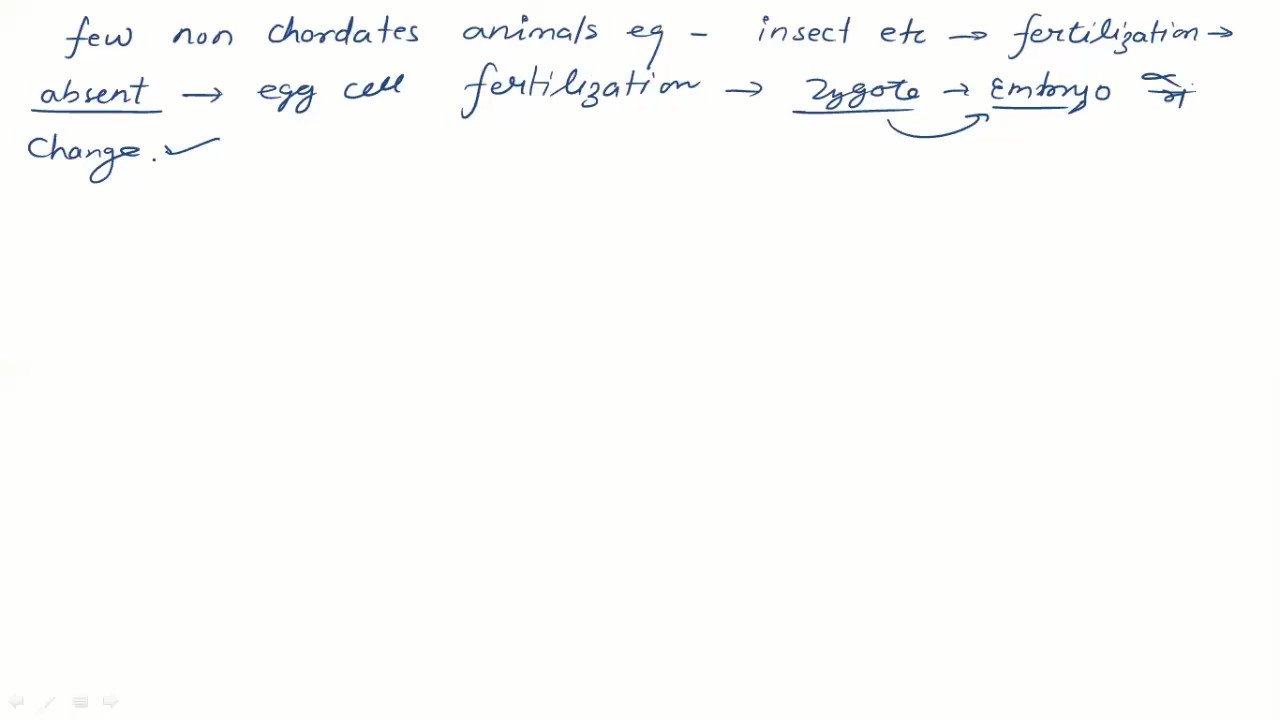 few non chordates animals eg - insect etc → fertilization →
absent → egg cell fertilization → Zygote → Embryo में
Change. ✓